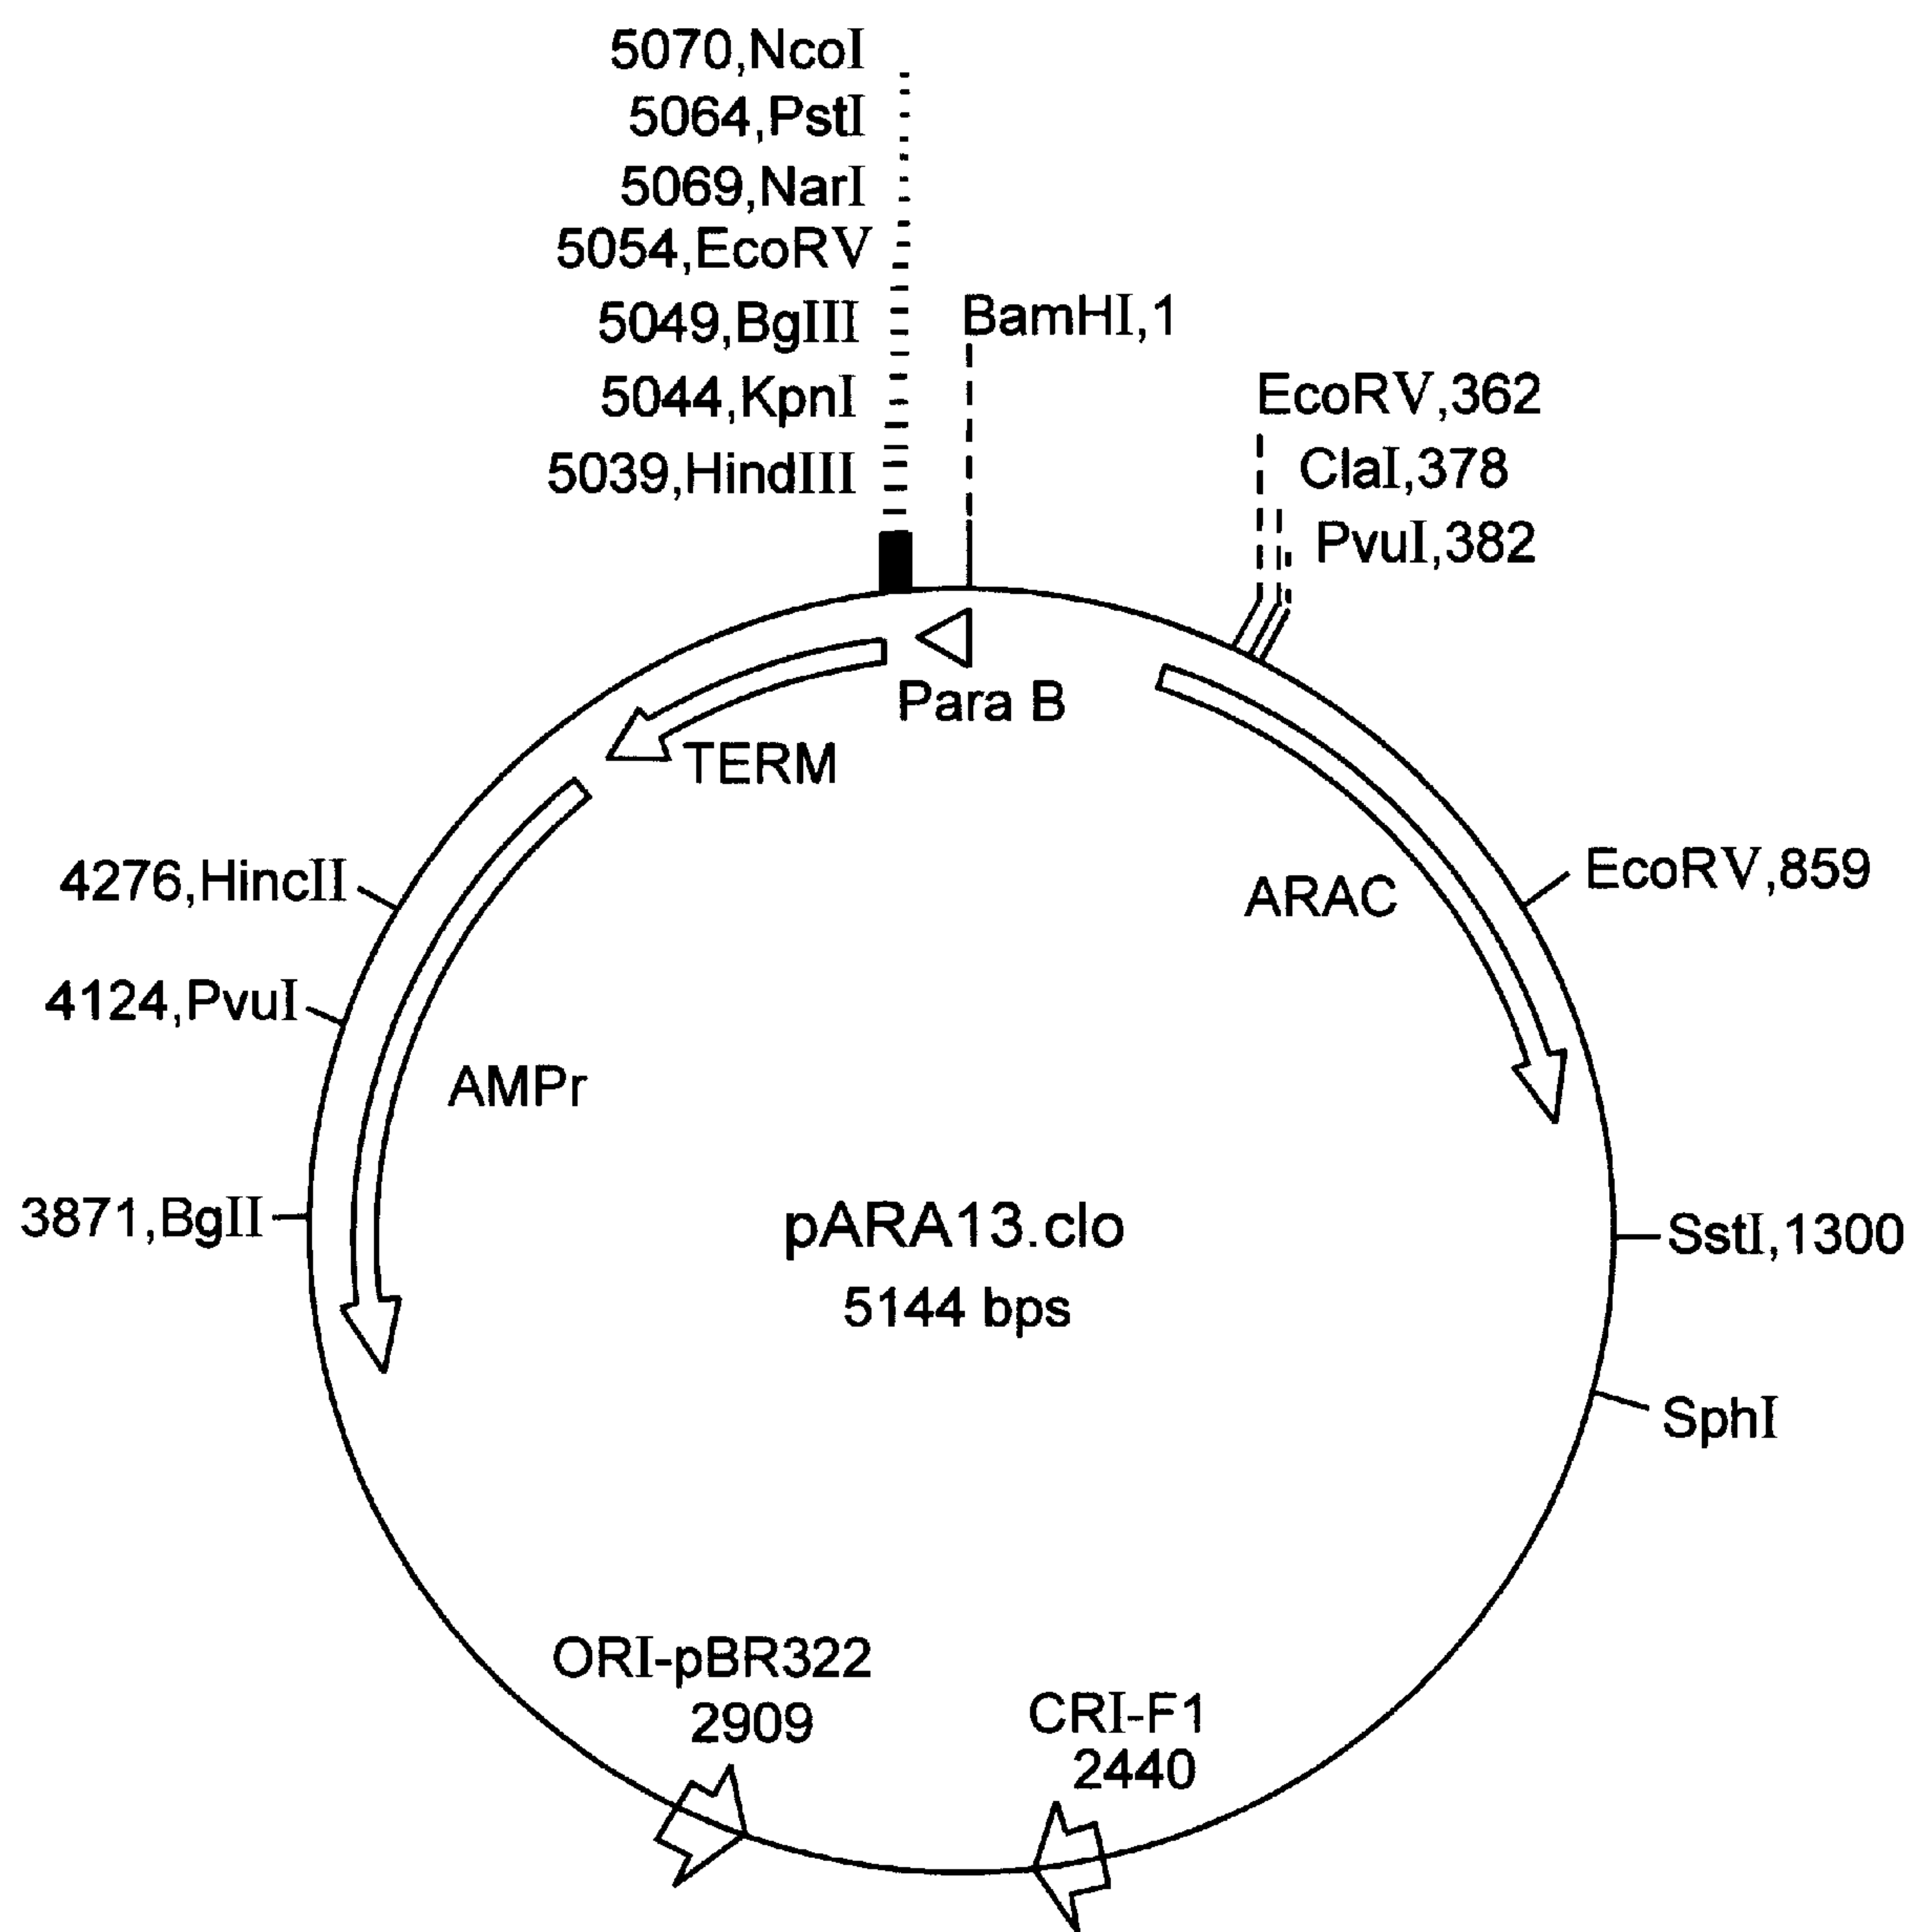 5070,NcoI
5064,PstI
5069,NarI
5054,EcoRV
5049,BgIII
5044,KpnI
5039,HindIII
BamHI,1
EcoRV,362
ClaI,378
PvuI,382
Para B
TERM
4276,HincII
EcoRV,859
ARAC
4124,PvuI
AMPr
3871,BgII
pARA13.clo
5144 bps
SstI,1300
SphI
ORI-pBR322
2909
CRI-F1
2440